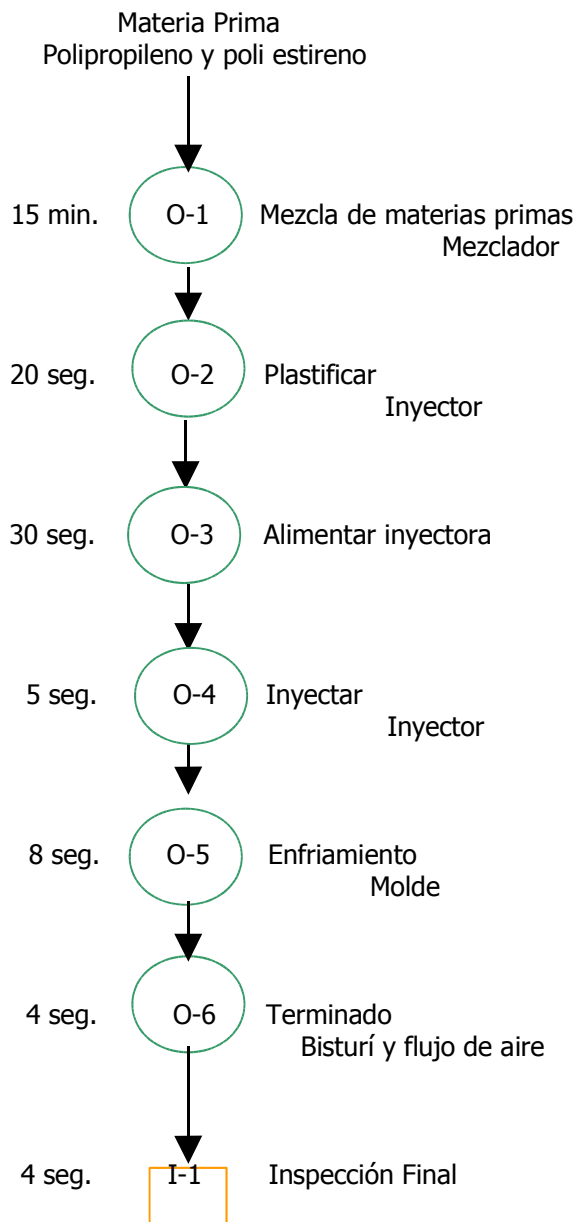 Materia Prima
Polipropileno y poli estireno
15 min. O-1 Mezcla de materias primas
Mezclador
20 seg. O-2 Plastificar
Inyector
30 seg. O-3 Alimentar inyectora
5 seg. O-4 Inyectar
Inyector
8 seg. O-5 Enfriamiento
Molde
4 seg. O-6 Terminado
Bisturí y flujo de aire
4 seg. I-1 Inspección Final